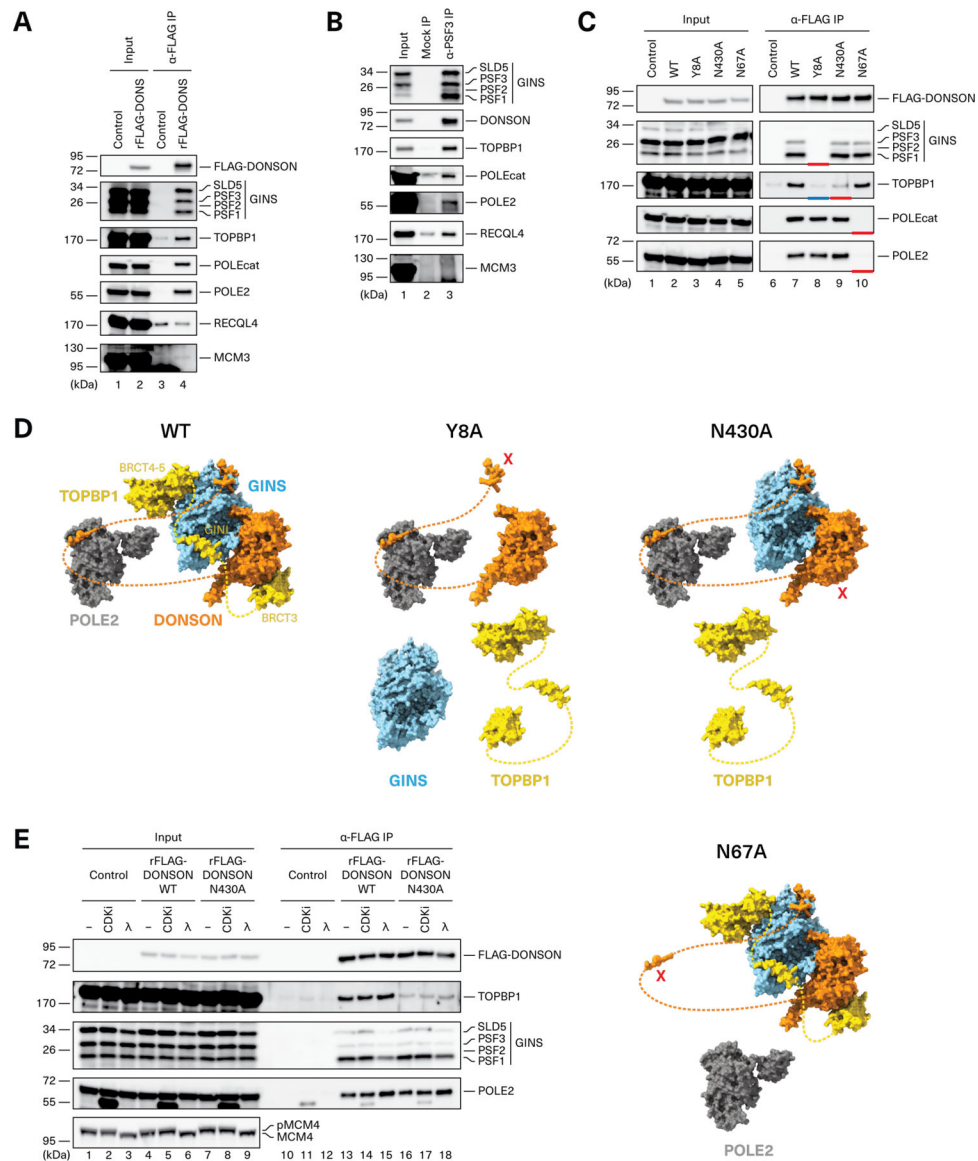 A
Input
α-FLAG IP
Control
rFLAG-DONS
Control
rFLAG-DONS
95
72
FLAG-DONSON
34
26
SLD5
PSF3
PSF2
PSF1
GINS
170
TOPBP1
POLEcat
55
POLE2
170
RECQL4
130
95
MCM3
(kDa) 1 2 3 4
B
Input
Mock IP
α-PSF3 IP
34
26
SLD5
PSF3
PSF2
PSF1
GINS
95
72
DONSON
170
TOPBP1
POLEcat
55
POLE2
170
RECQL4
130
95
MCM3
(kDa) 1 2 3
C
Input
α-FLAG IP
Control WT Y8A N430A N67A
Control WT Y8A N430A N67A
95
72
FLAG-DONSON
34
26
SLD5
PSF3
PSF2
PSF1
GINS
170
TOPBP1
POLEcat
72
55
POLE2
(kDa) 1 2 3 4 5 6 7 8 9 10
D
WT
BRCT4-5
TOPBP1
GINS
GINI
POLE2
DONSON
BRCT3
Y8A
X
GINS
TOPBP1
N430A
X
TOPBP1
N67A
X
POLE2
E
Input
α-FLAG IP
Control
rFLAG-
DONSON
WT
rFLAG-
DONSON
N430A
Control
rFLAG-
DONSON
WT
rFLAG-
DONSON
N430A
– CDKi λ – CDKi λ – CDKi λ – CDKi λ – CDKi λ – CDKi λ
95
72
FLAG-DONSON
170
TOPBP1
34
26
SLD5
PSF3
PSF2
PSF1
GINS
72
55
POLE2
95
pMCM4
MCM4
(kDa) 1 2 3 4 5 6 7 8 9 10 11 12 13 14 15 16 17 18